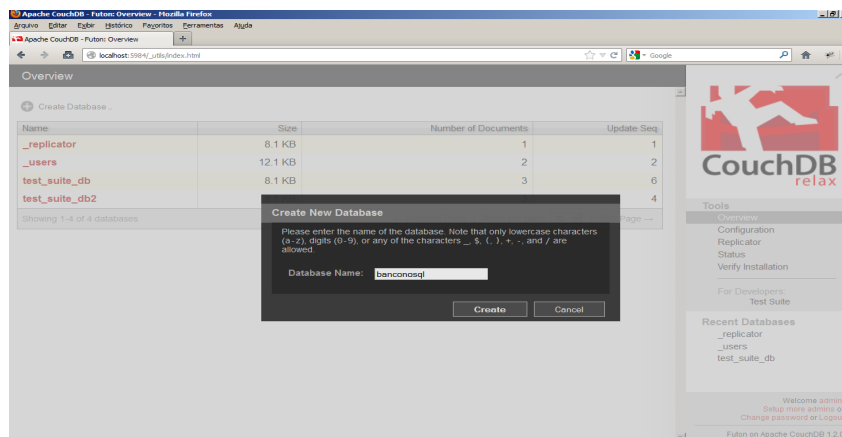 Apache CouchDB - Futon: Overview - Mozilla Firefox
Arquivo Editar Exibir Histórico Favoritos Ferramentas Ajuda
Apache CouchDB - Futon: Overview +
localhost:5984/_utils/index.html
Google
Overview
Create Database...
Name Size Number of Documents Update Seq
_replicator 8.1 KB 1 1
_users 12.1 KB 2 2
test_suite_db 8.1 KB 3 6
test_suite_db2 4
Showing 1-4 of 4 databases
Page →
Create New Database
Please enter the name of the database. Note that only lowercase characters
(a-z), digits (0-9), or any of the characters _, $, (, ), +, -, and / are
allowed.
Database Name: banconosql
Create Cancel
CouchDB
relax
Tools
Overview
Configuration
Replicator
Status
Verify Installation
For Developers:
Test Suite
Recent Databases
_replicator
_users
test_suite_db
Welcome admin
Setup more admins o
Change password or Logou
Futon on Apache CouchDB 1.2.